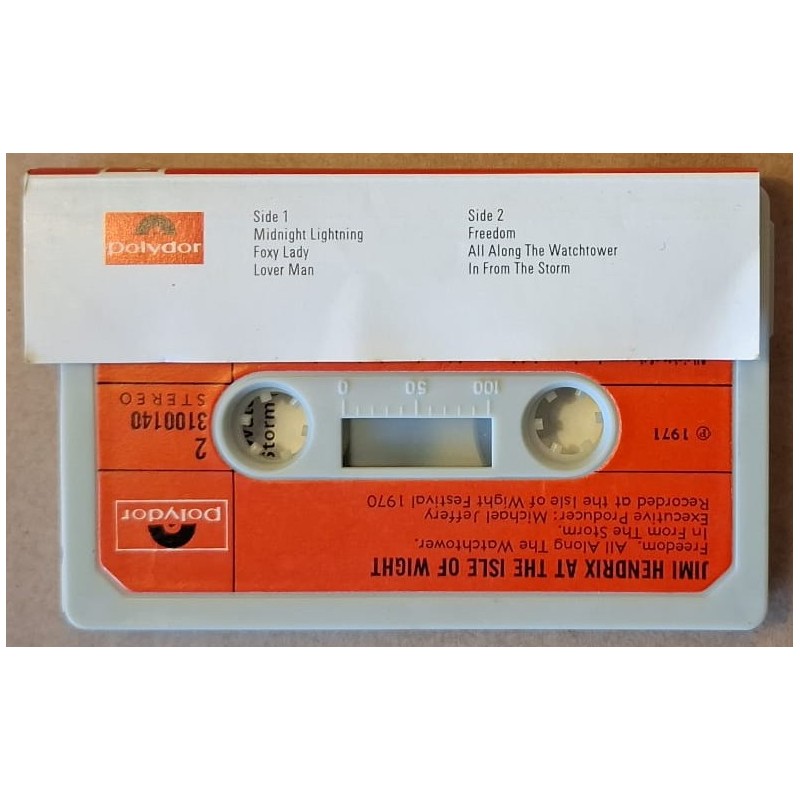 polydor
Side 1
Midnight Lightning
Foxy Lady
Lover Man
Side 2
Freedom
All Along The Watchtower
In From The Storm
JIMI HENDRIX AT THE ISLE OF WIGHT
Freedom. All Along The Watchtower.
In From The Storm.
Executive Producer: Michael Jeffery
Recorded at the Isle of Wight Festival 1970
Polydor
℗ 1971
2
3100140
STEREO
0 50 100
Storm